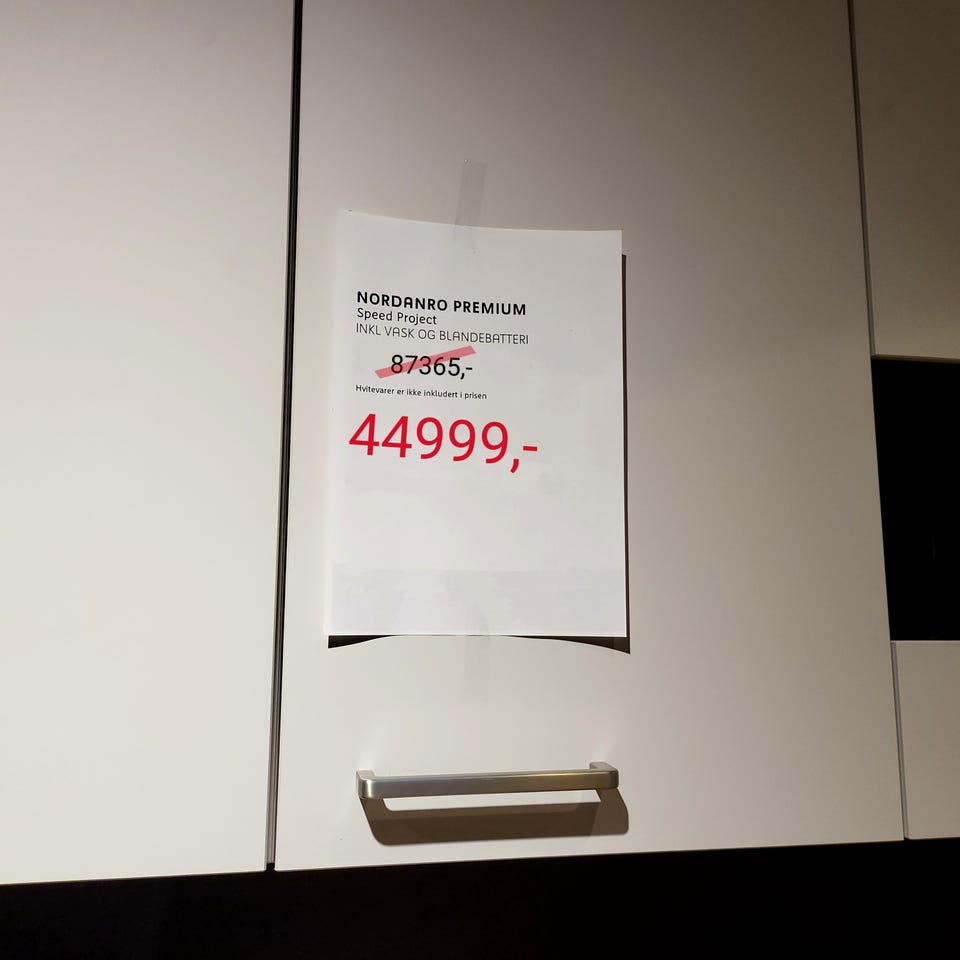 NORDANRO PREMIUM
Speed Project
INKL VASK OG BLANDEBATTERI
87365,-
Hvitevarer er ikke inkludert i prisen
44999,-